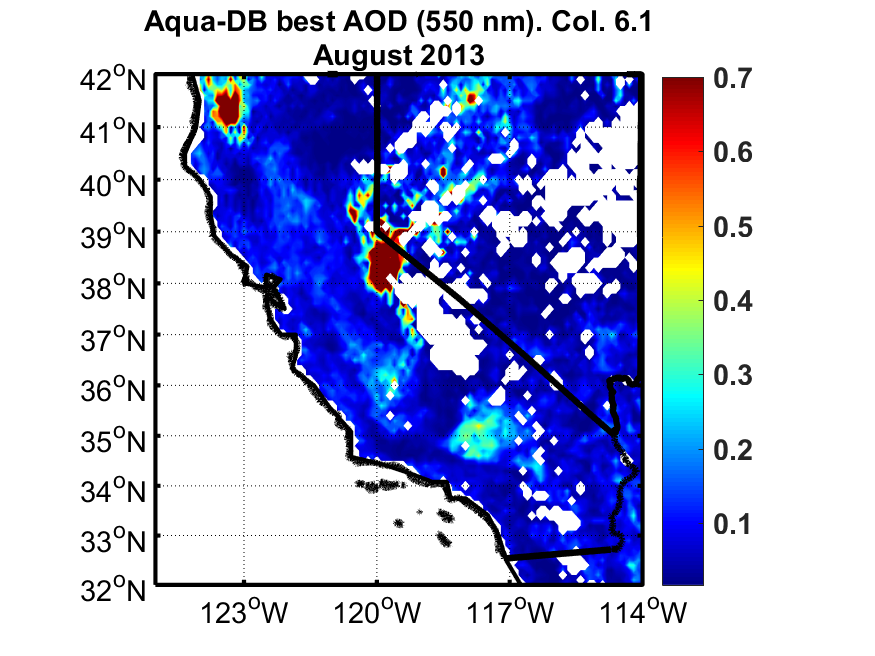 Aqua-DB best AOD (550 nm). Col. 6.1
August 2013
42°N
41°N
40°N
39°N
38°N
37°N
36°N
35°N
34°N
33°N
32°N
123°W 120°W 117°W 114°W
0.7
0.6
0.5
0.4
0.3
0.2
0.1